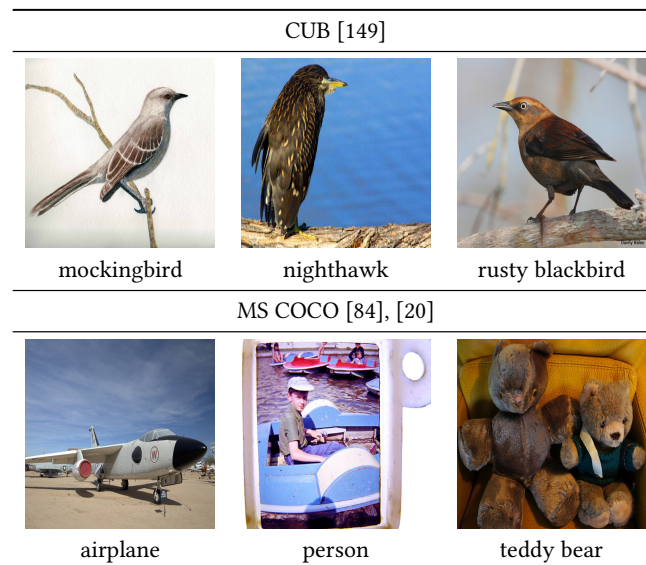 CUB [149]
mockingbird
nighthawk
rusty blackbird
MS COCO [84], [20]
airplane
person
teddy bear